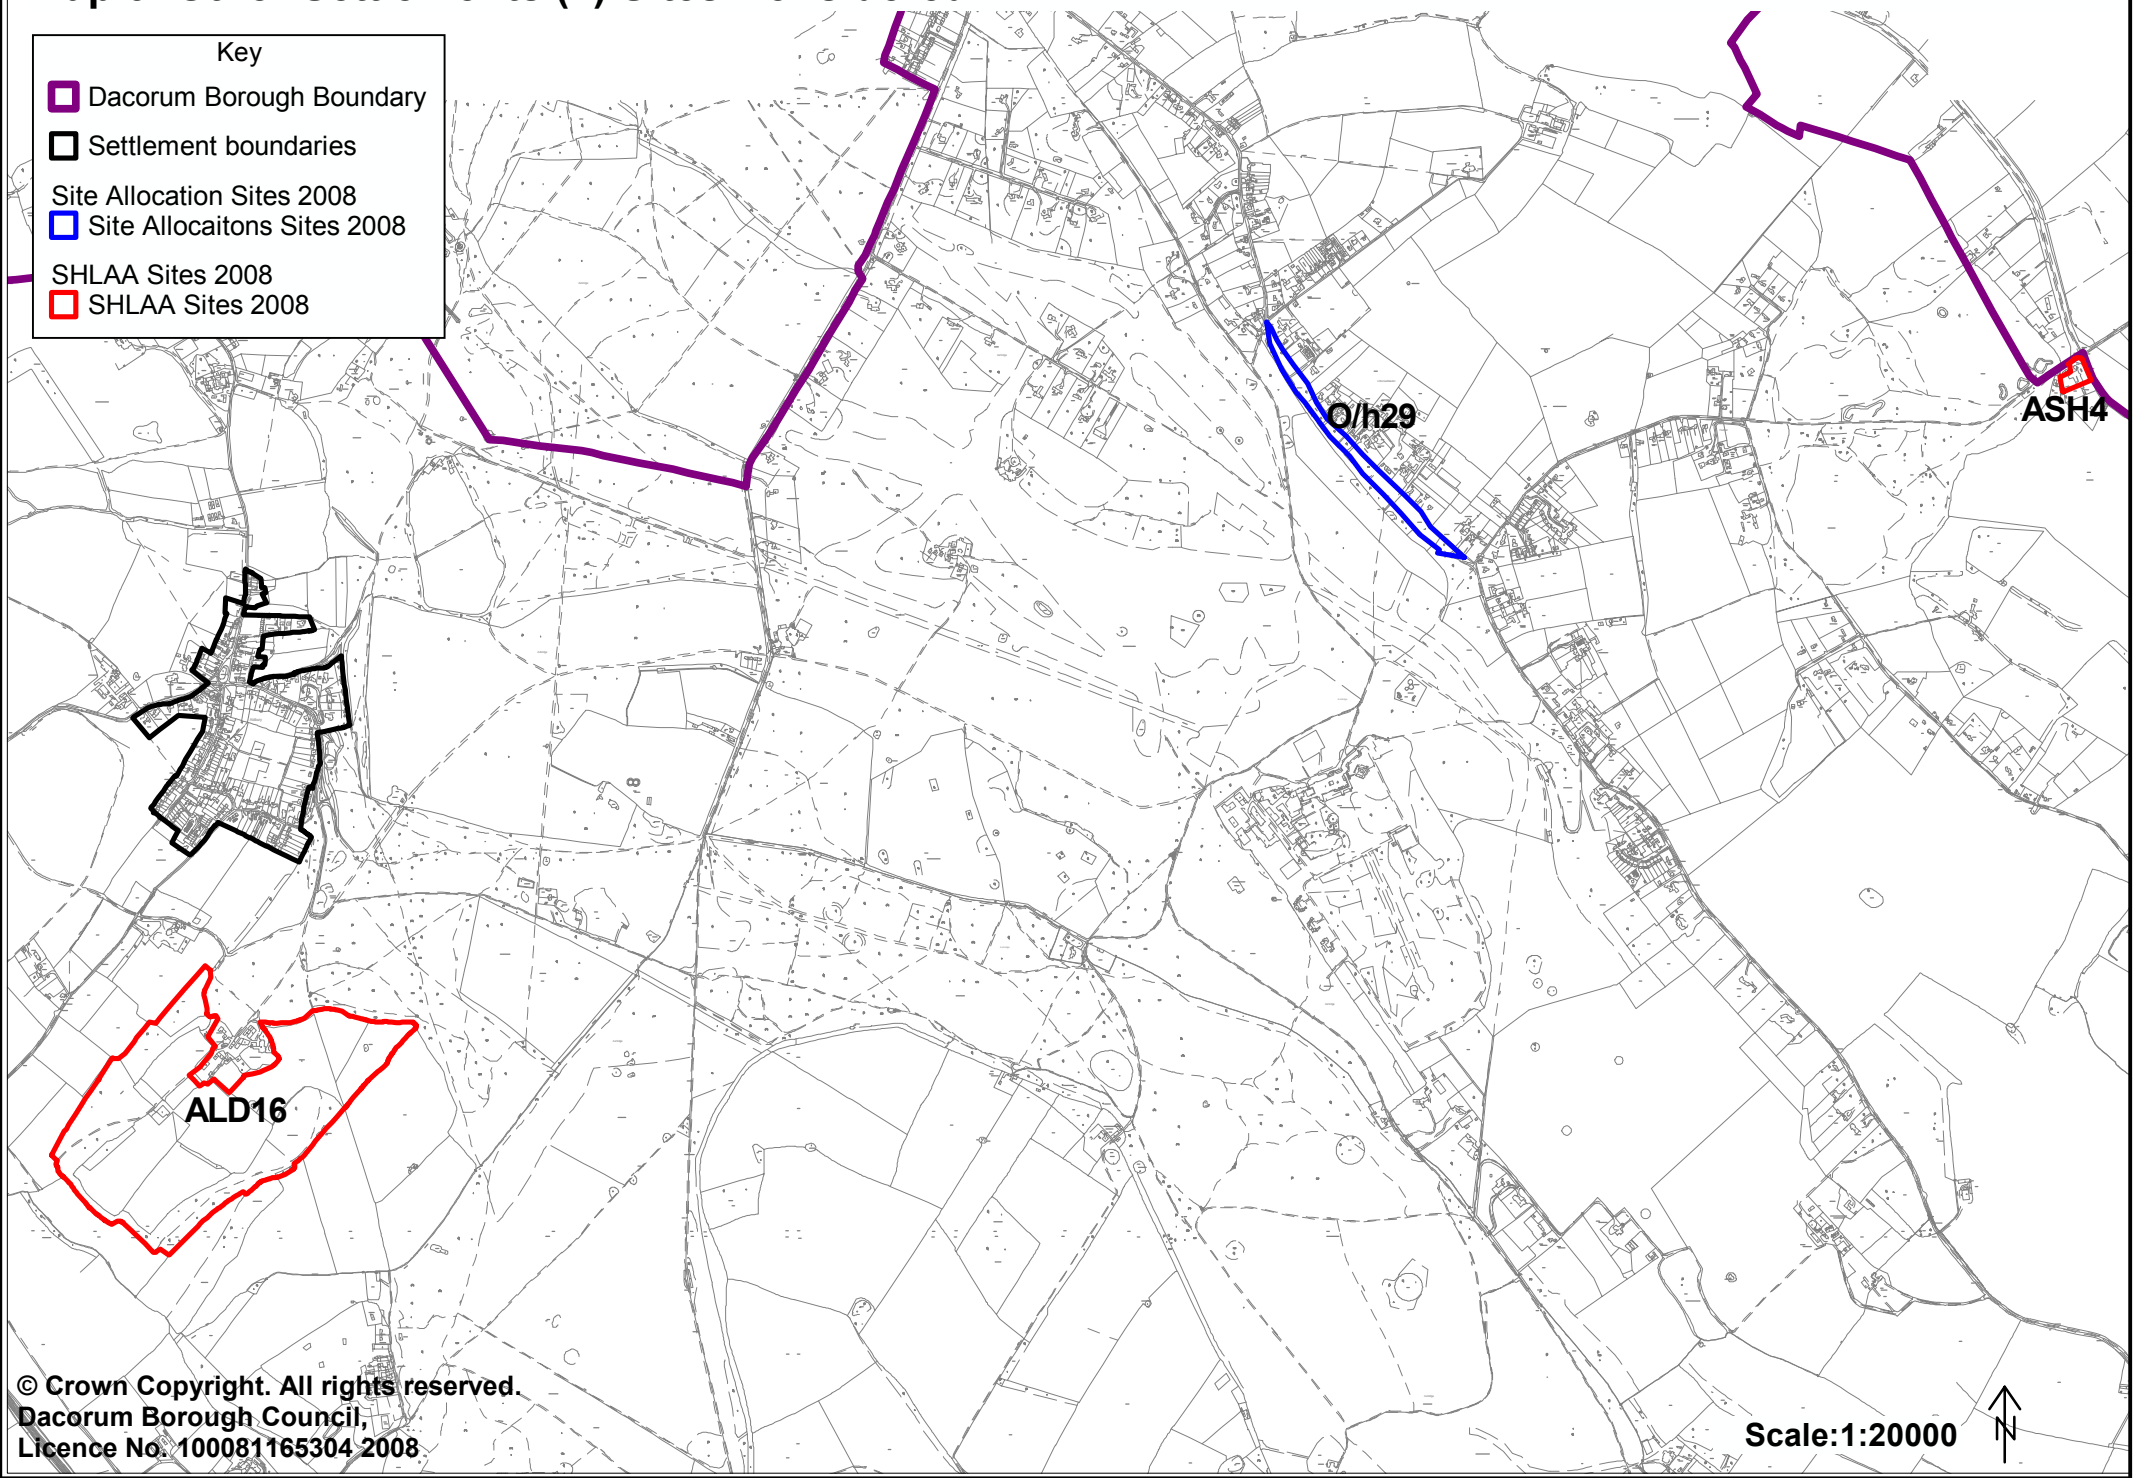 Key
Dacorum Borough Boundary
Settlement boundaries
Site Allocation Sites 2008
Site Allocaitons Sites 2008
SHLAA Sites 2008
SHLAA Sites 2008
O/h29
ASH4
ALD16
© Crown Copyright. All rights reserved.
Dacorum Borough Council,
Licence No. 100081165304 2008
Scale:1:20000
N